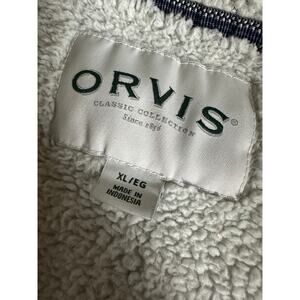 ORVIS®
CLASSIC COLLECTION
Since 1856
XL/EG
MADE IN
INDONESIA